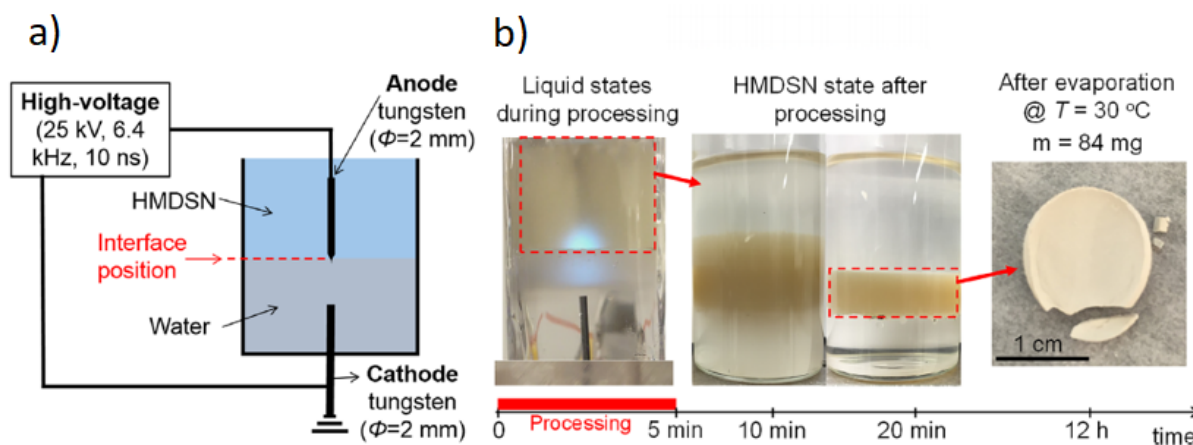 a)
High-voltage
(25 kV, 6.4
kHz, 10 ns)
Anode
tungsten
(Φ=2 mm)
HMDSN
Interface
position
Water
Cathode
tungsten
(Φ=2 mm)
b)
Liquid states
during processing
HMDSN state after
processing
After evaporation
@ T = 30 °C
m = 84 mg
1 cm
Processing
0
5 min
10 min
20 min
12 h
time